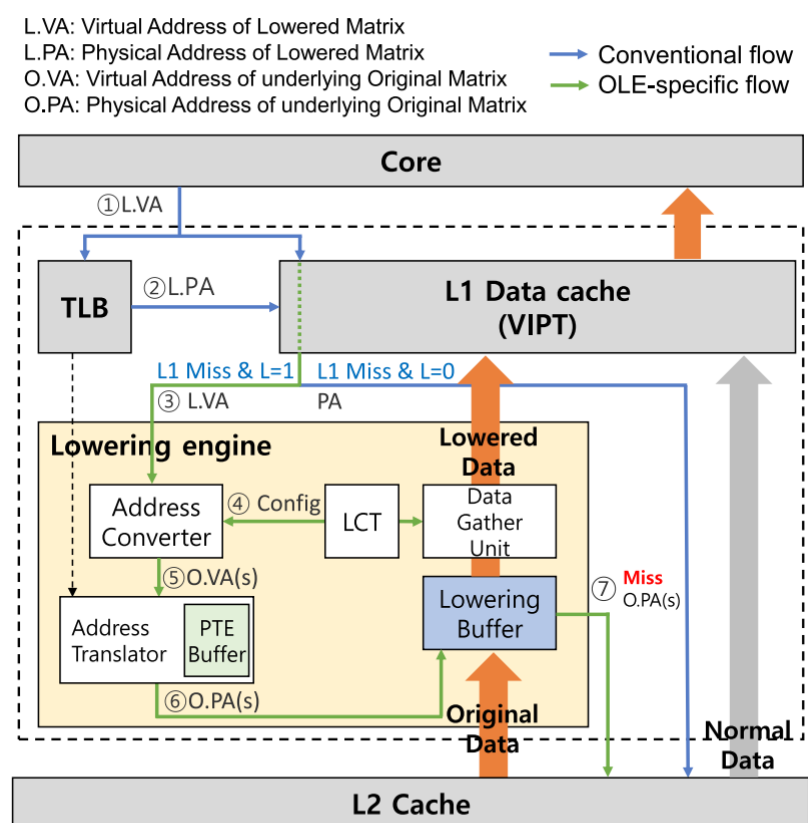 L.VA: Virtual Address of Lowered Matrix
L.PA: Physical Address of Lowered Matrix
O.VA: Virtual Address of underlying Original Matrix
O.PA: Physical Address of underlying Original Matrix
Conventional flow
OLE-specific flow
Core
①L.VA
TLB
②L.PA
L1 Data cache
(VIPT)
L1 Miss & L=1
L1 Miss & L=0
③ L.VA
PA
Lowering engine
Lowered
Data
Address
Converter
④ Config
LCT
Data
Gather
Unit
⑤O.VA(s)
Address
Translator
PTE
Buffer
Lowering
Buffer
⑦ Miss
O.PA(s)
⑥O.PA(s)
Original
Data
Normal
Data
L2 Cache